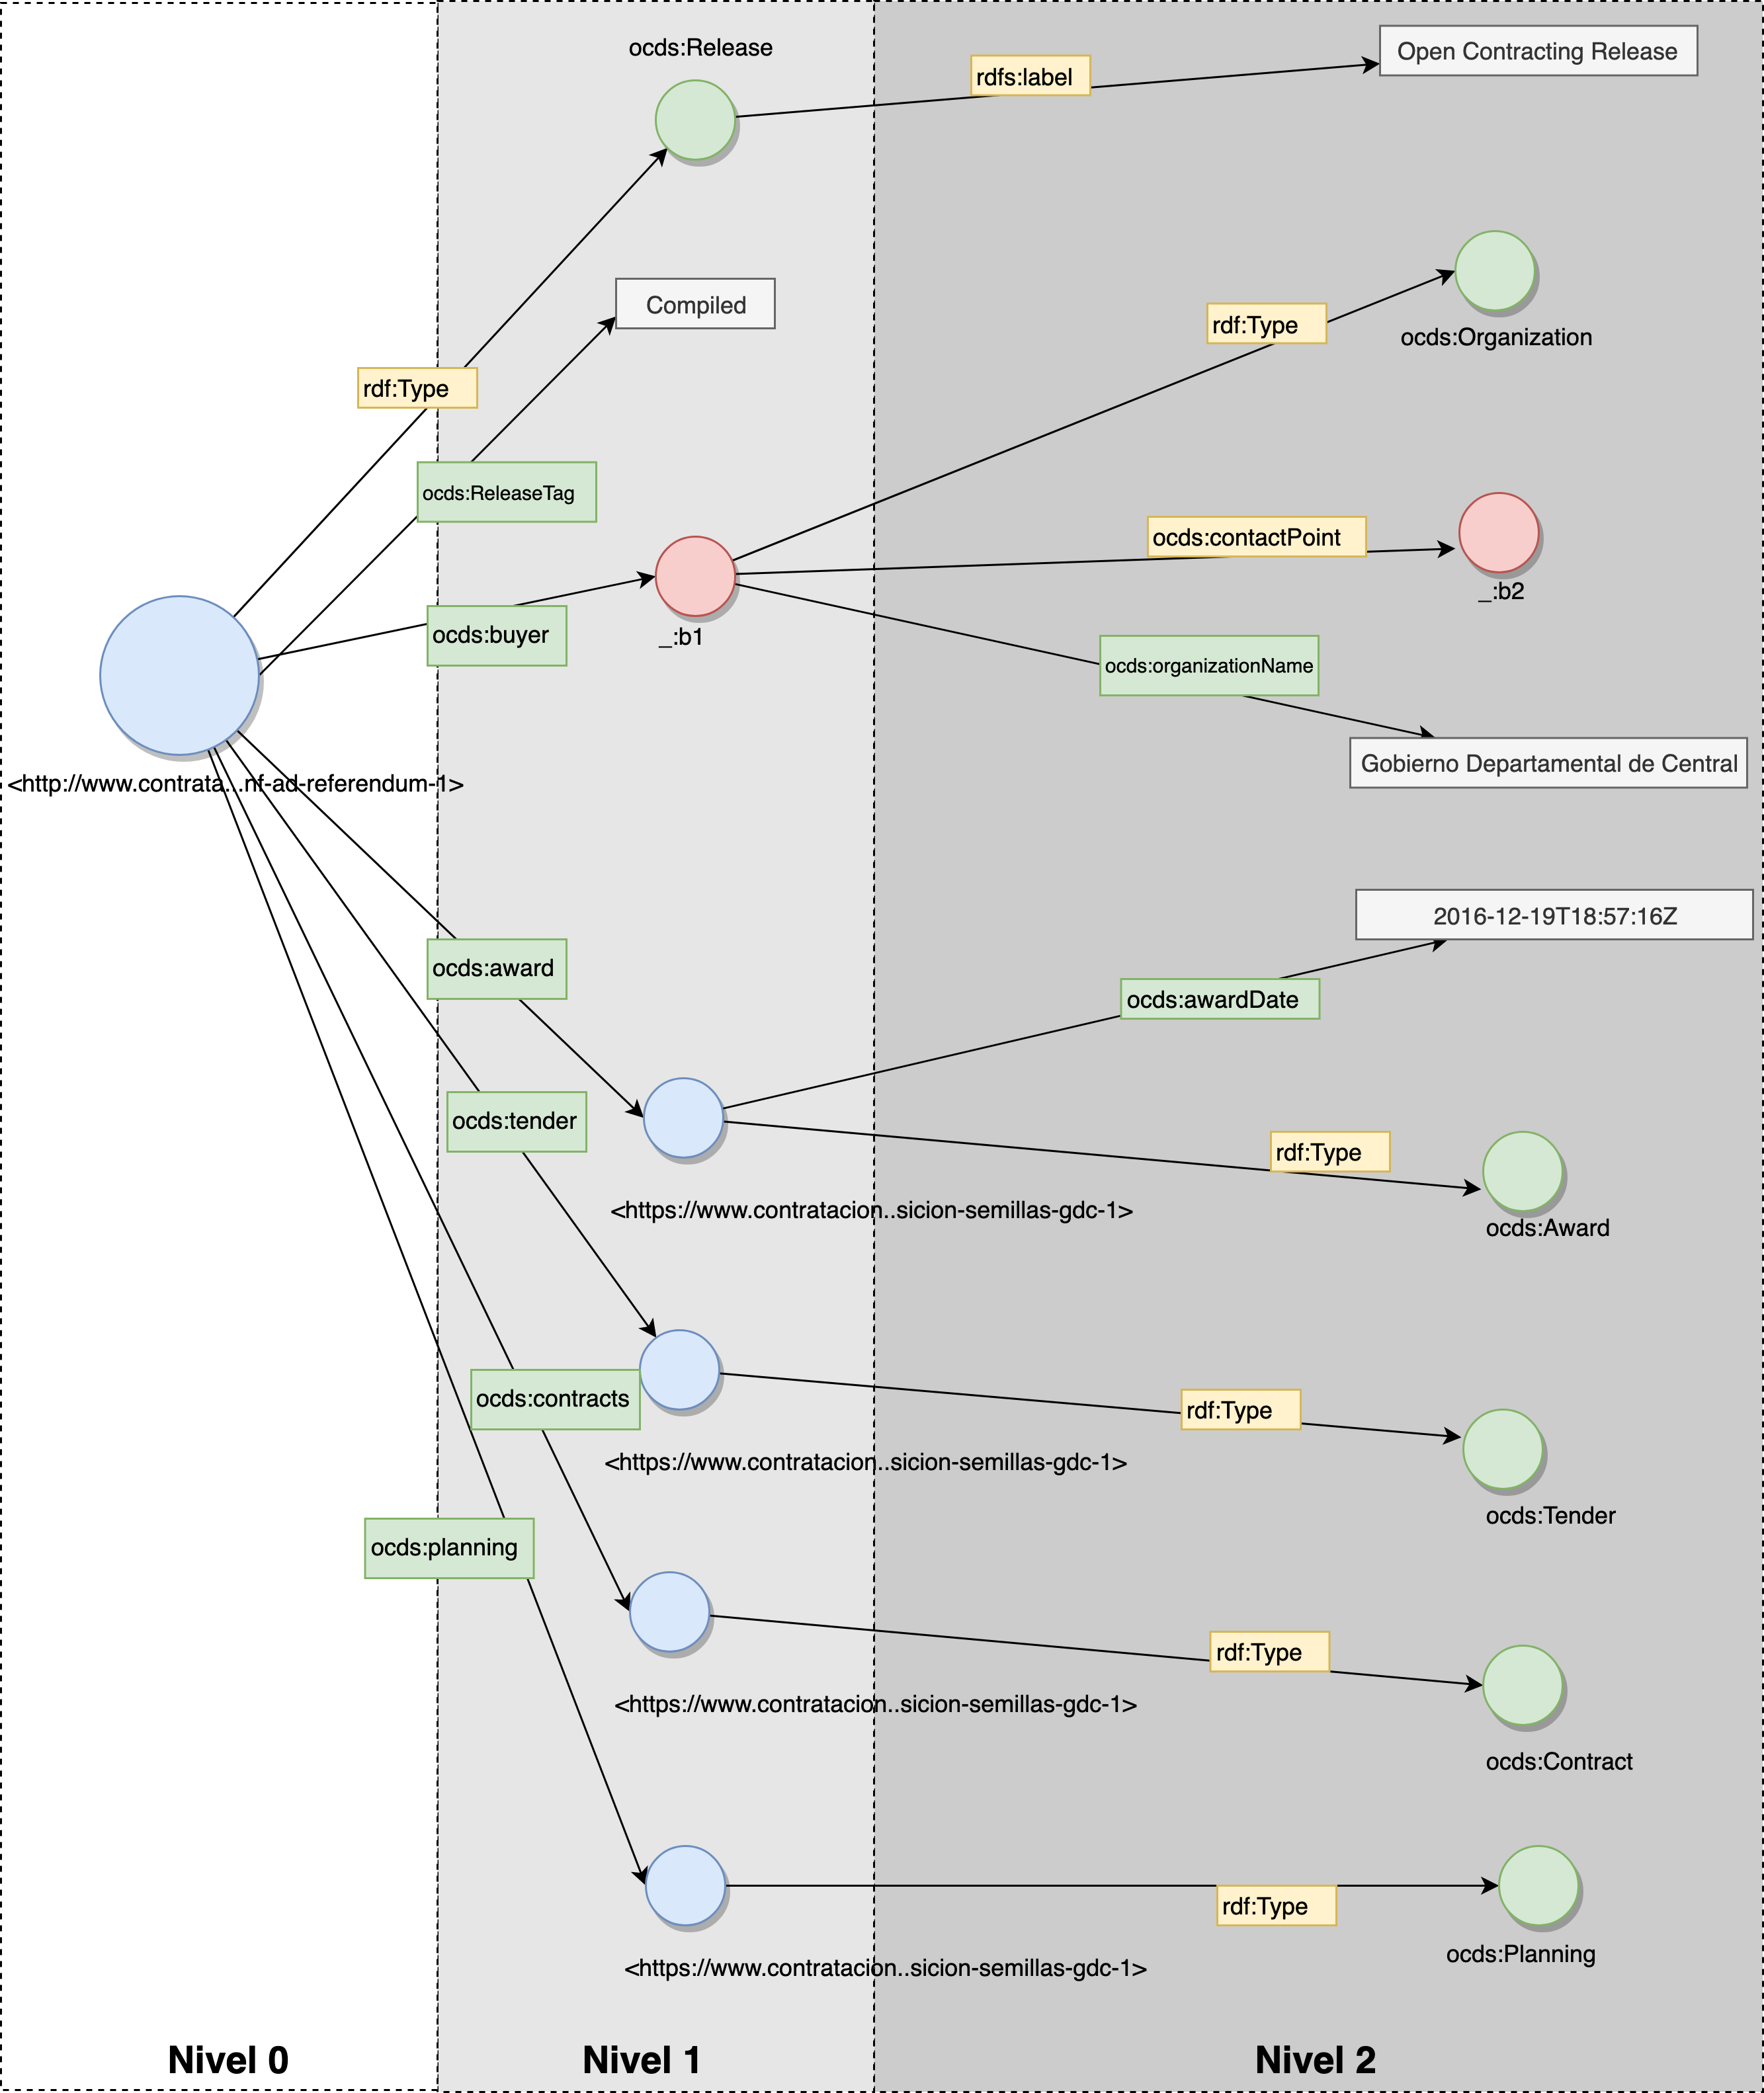 ocds:Release
rdfs:label
Open Contracting Release
Compiled
rdf:Type
ocds:Organization
rdf:Type
ocds:ReleaseTag
ocds:contactPoint
_:b2
ocds:buyer
_:b1
ocds:organizationName
Gobierno Departamental de Central
<http://www.contrata...nf-ad-referendum-1>
2016-12-19T18:57:16Z
ocds:award
ocds:awardDate
ocds:tender
rdf:Type
<https://www.contratacion..sicion-semillas-gdc-1>
ocds:Award
ocds:contracts
rdf:Type
<https://www.contratacion..sicion-semillas-gdc-1>
ocds:Tender
ocds:planning
rdf:Type
<https://www.contratacion..sicion-semillas-gdc-1>
ocds:Contract
rdf:Type
<https://www.contratacion..sicion-semillas-gdc-1>
ocds:Planning
Nivel 0
Nivel 1
Nivel 2